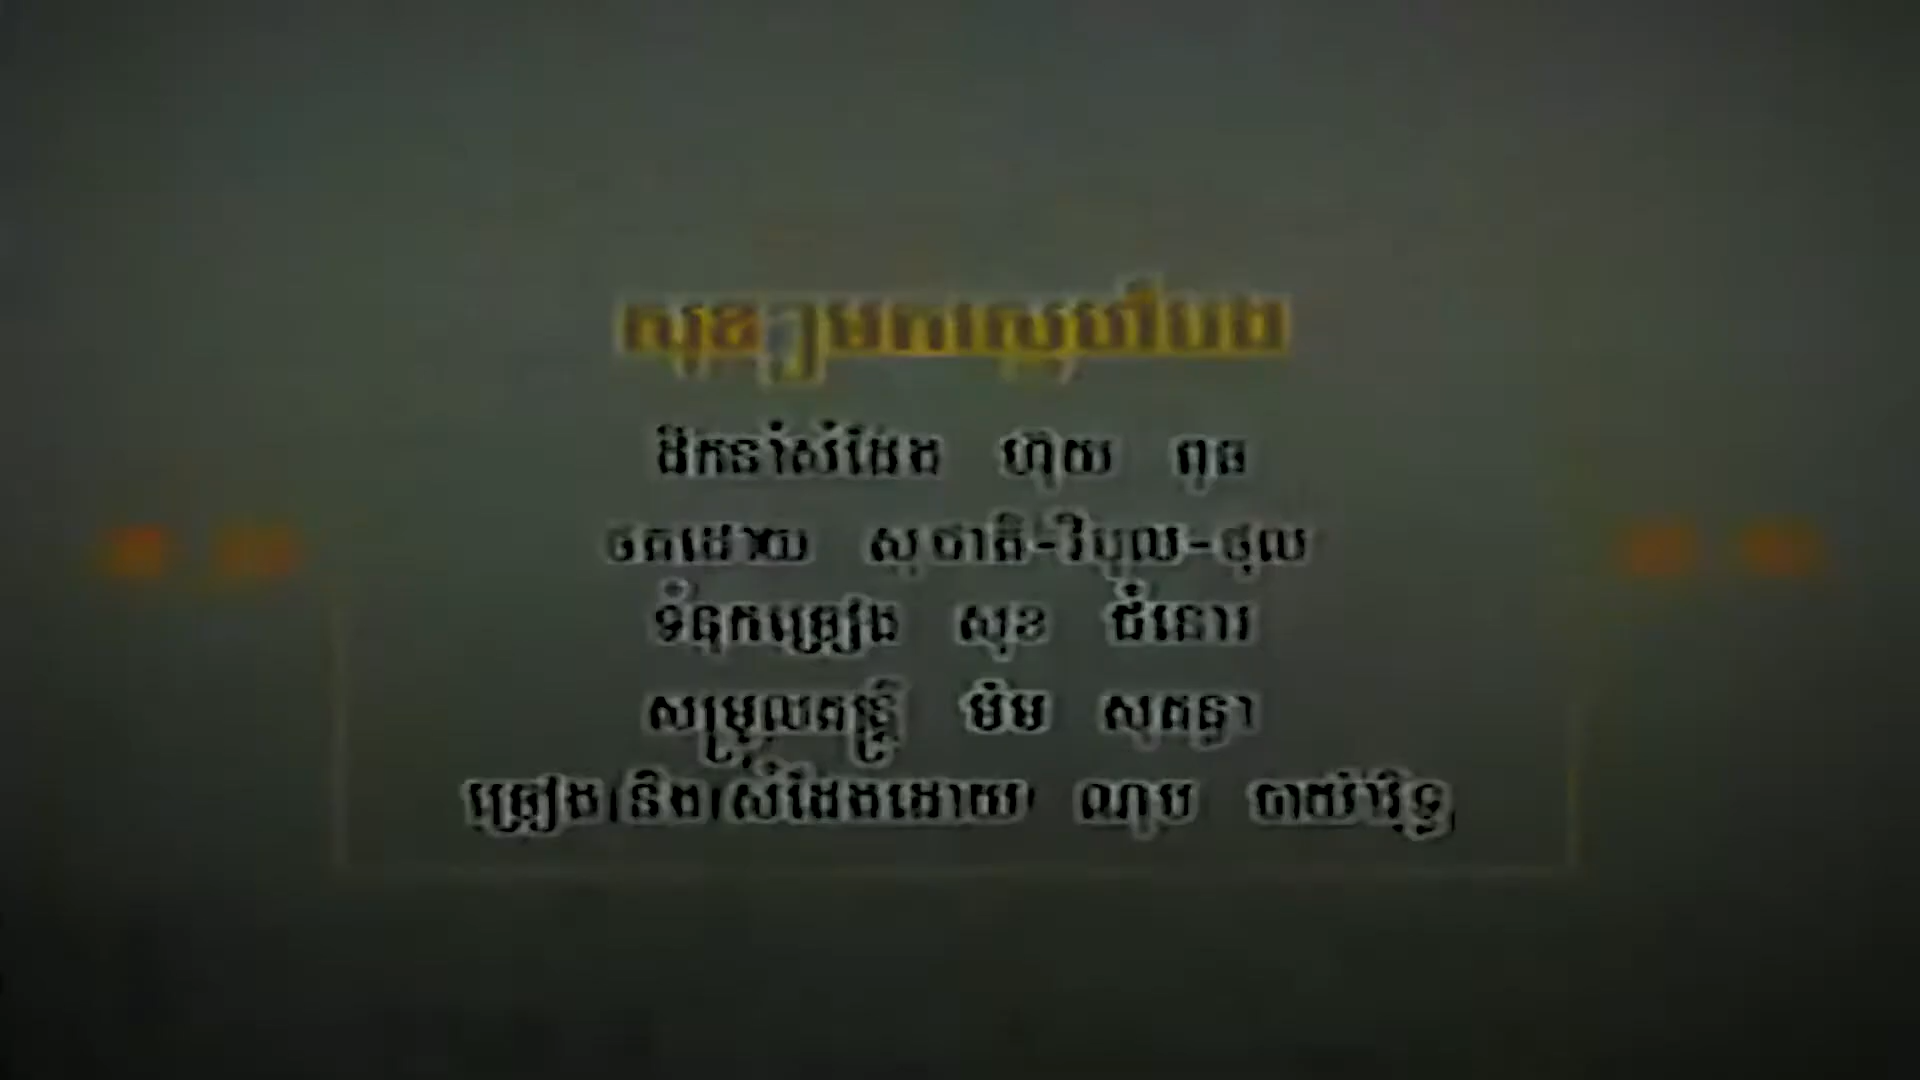 ដឹកនាំសំដែង ហ៊ុយ ពុធ
ថតដោយ សុជាតិ-វិបុល-ថុល
ទំនុកច្រៀង សុខ ជំនោរ
សម្រួលតន្ត្រី ម៉ម សុគន្ធា
ច្រៀង និង សំដែងដោយ ណុប បាយ៉ារិទ្ធ